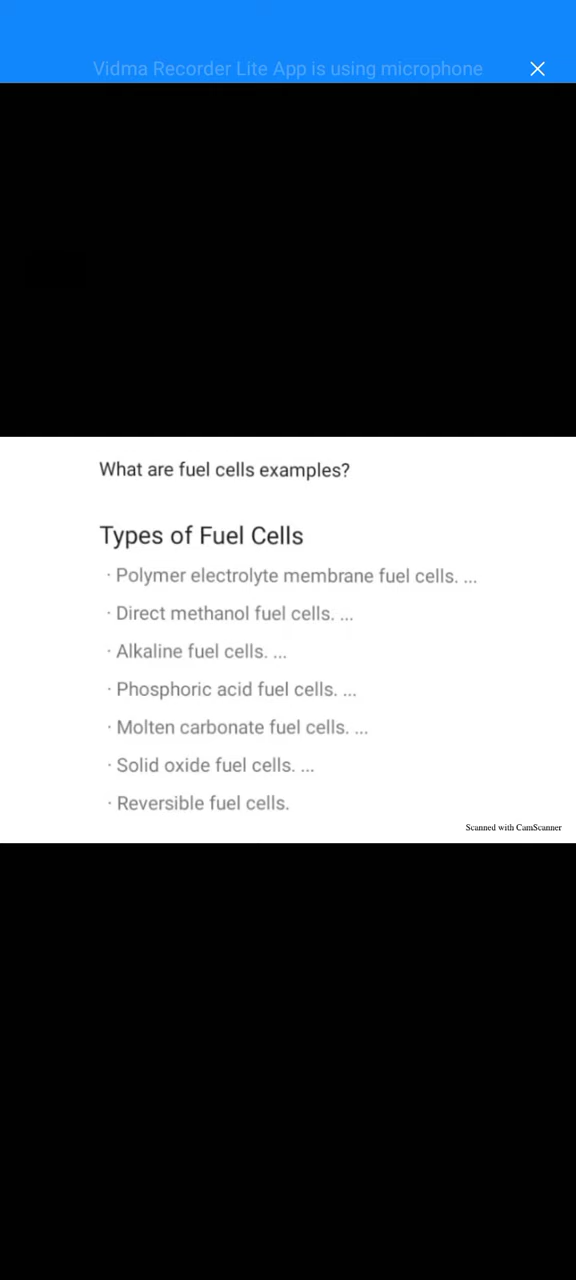 Vidma Recorder Lite App is using microphone
What are fuel cells examples?
Types of Fuel Cells
· Polymer electrolyte membrane fuel cells. ...
· Direct methanol fuel cells. ...
· Alkaline fuel cells. ...
· Phosphoric acid fuel cells. ...
· Molten carbonate fuel cells. ...
· Solid oxide fuel cells. ...
· Reversible fuel cells.
Scanned with CamScanner